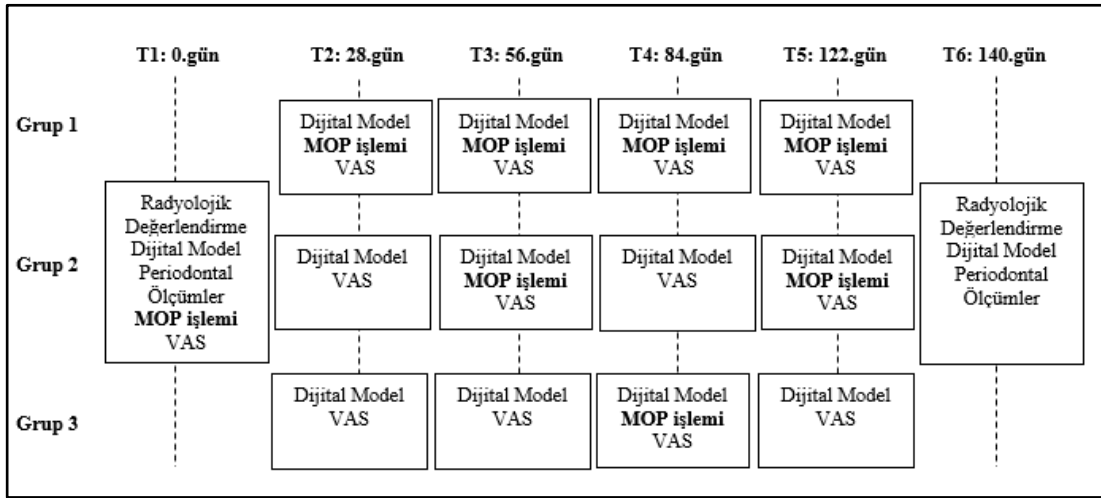 T1: 0.gün
T2: 28.gün
T3: 56.gün
T4: 84.gün
T5: 122.gün
T6: 140.gün
Grup 1
Dijital Model
MOP işlemi
VAS
Dijital Model
MOP işlemi
VAS
Dijital Model
MOP işlemi
VAS
Dijital Model
MOP işlemi
VAS
Radyolojik
Değerlendirme
Dijital Model
Periodontal
Ölçümler
MOP işlemi
VAS
Grup 2
Dijital Model
VAS
Dijital Model
MOP işlemi
VAS
Dijital Model
VAS
Dijital Model
MOP işlemi
VAS
Radyolojik
Değerlendirme
Dijital Model
Periodontal
Ölçümler
Grup 3
Dijital Model
VAS
Dijital Model
VAS
Dijital Model
MOP işlemi
VAS
Dijital Model
VAS